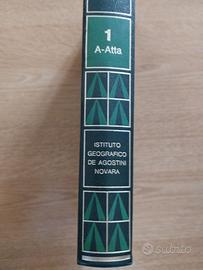 1
A-Atta
ISTITUTO
GEOGRAFICO
DE AGOSTINI
NOVARA
subito